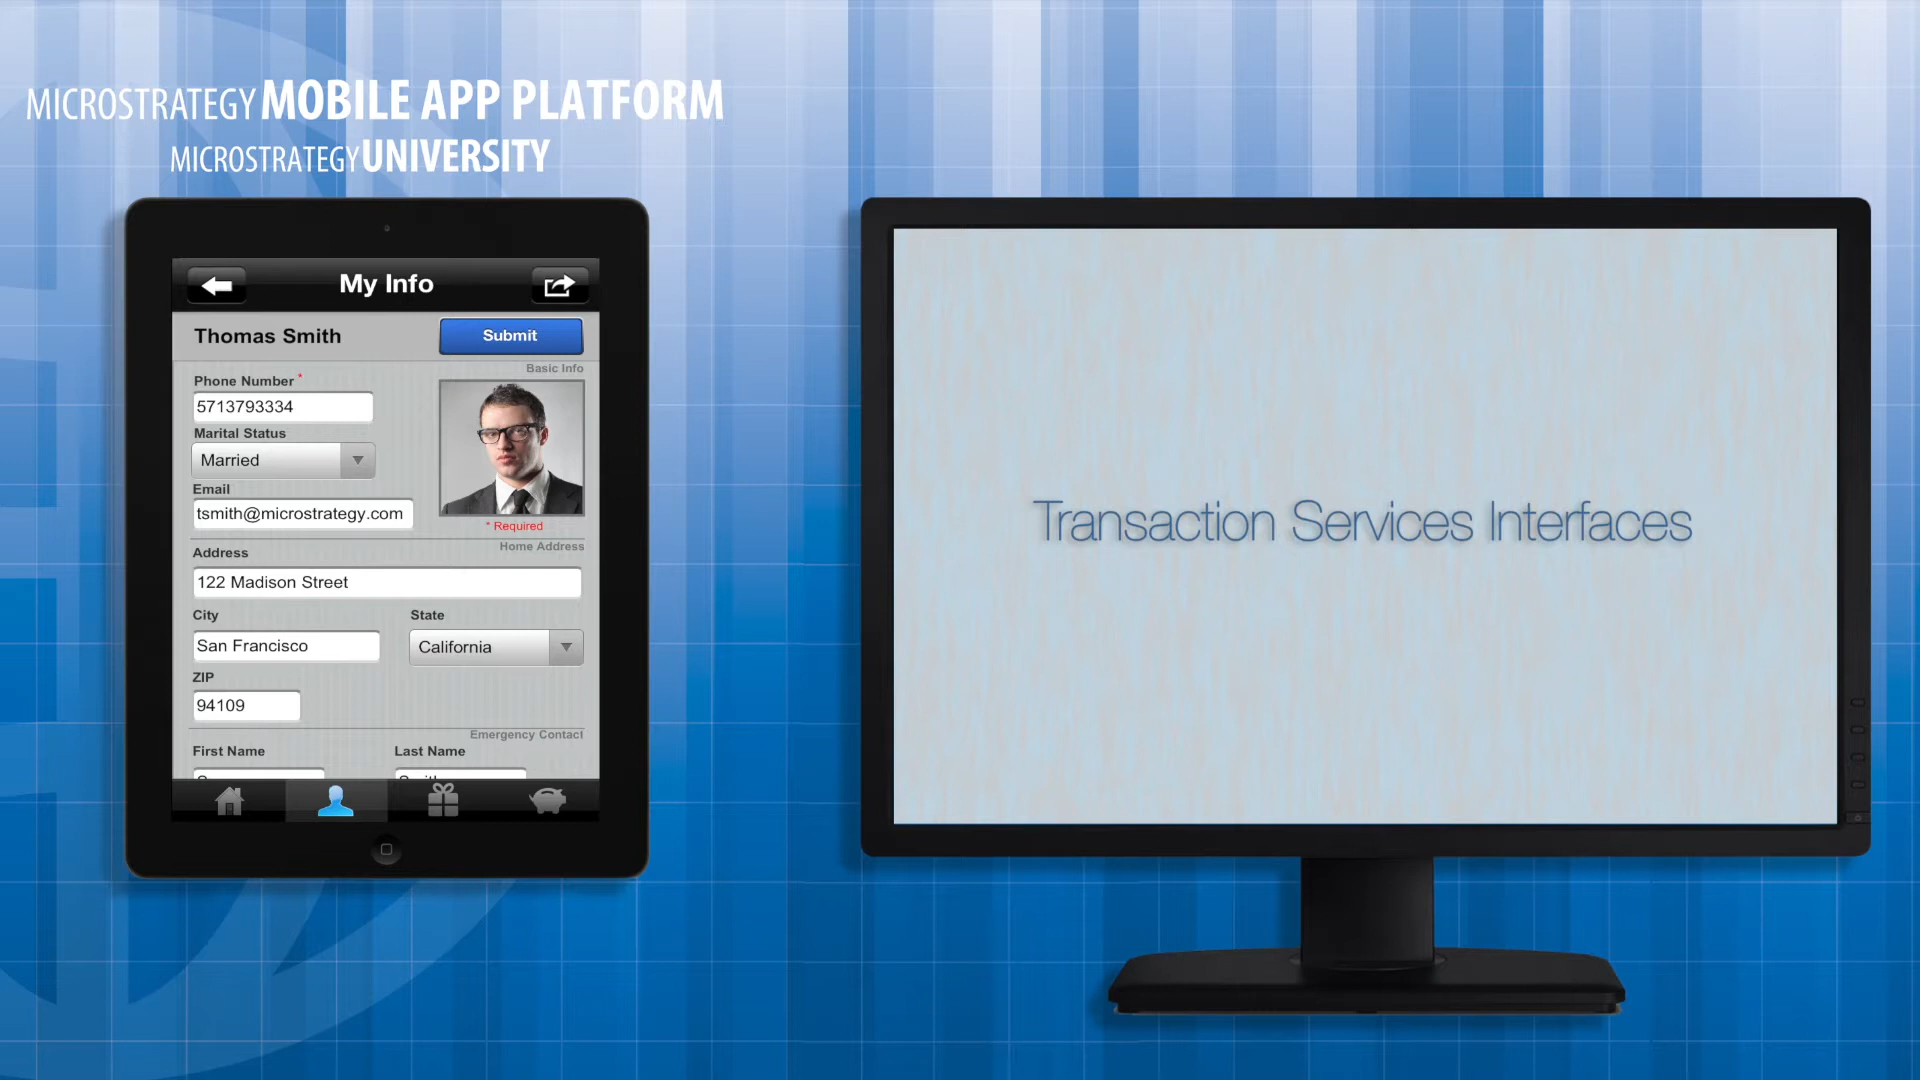 MICROSTRATEGY MOBILE APP PLATFORM
MICROSTRATEGY UNIVERSITY
My Info
Thomas Smith
Submit
Basic Info
Phone Number *
5713793334
Marital Status
Married
Email
tsmith@microstrategy.com
* Required
Home Address
Address
122 Madison Street
City
State
San Francisco
California
ZIP
94109
Emergency Contact
First Name
Last Name
Transaction Services Interfaces